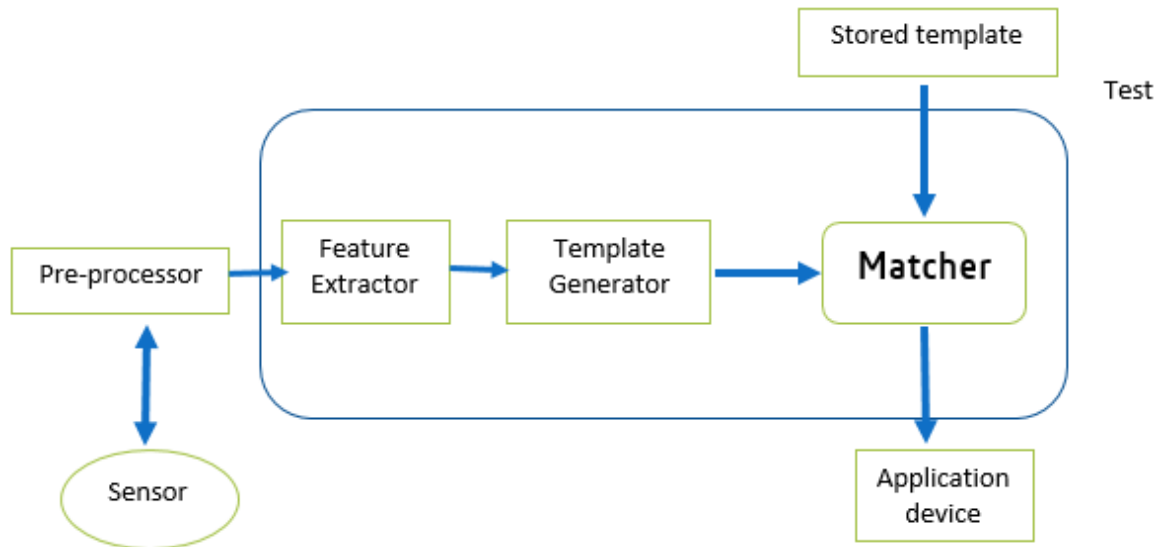 Stored template
Test
Pre-processor
Feature
Extractor
Template
Generator
Matcher
Sensor
Application
device